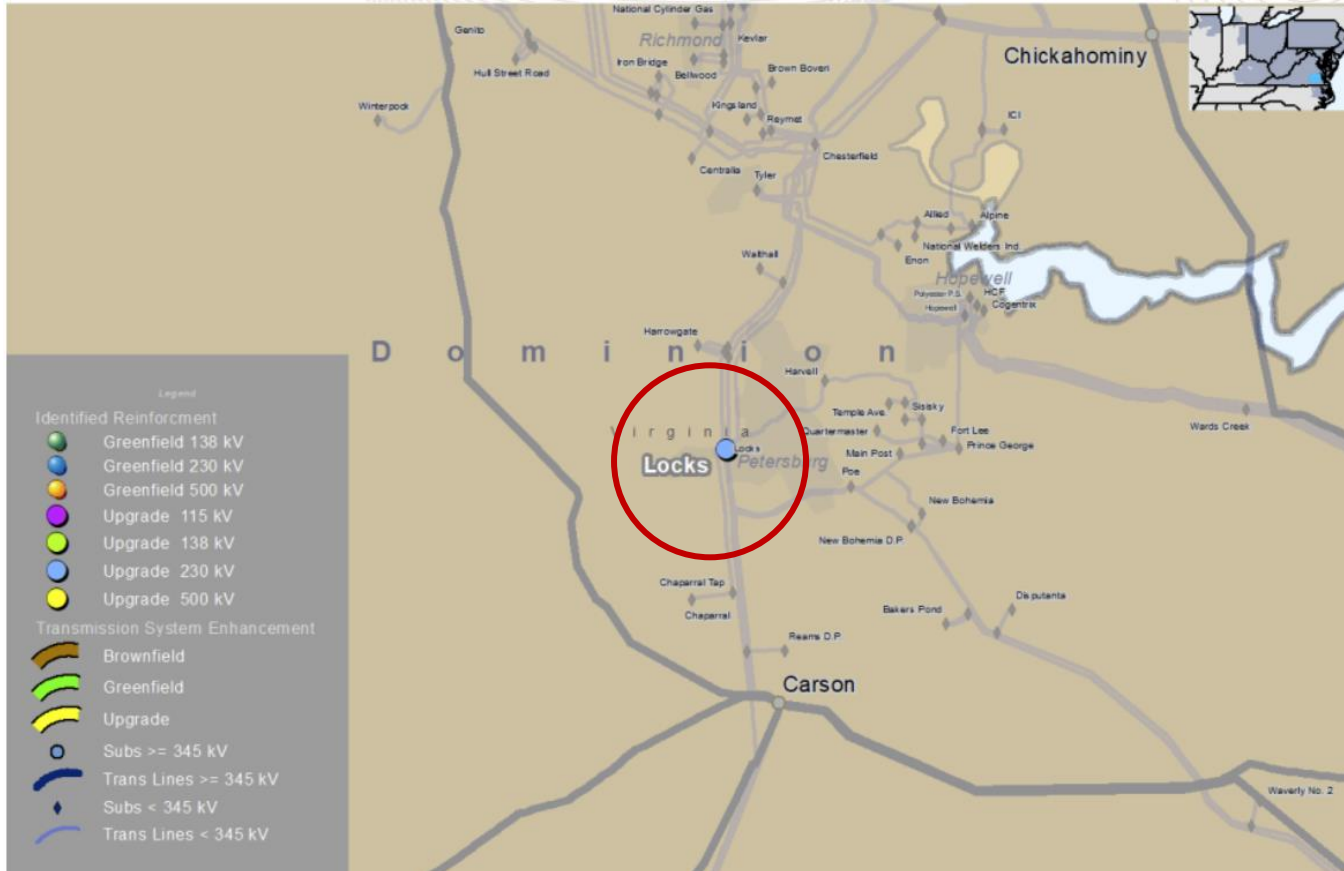 National Cylinder Gas
Genito
Richmond
Kevlar
Chickahominy
Hull Street Road
Iron Bridge
Bellwood
Brown Boveri
Winterpock
Kingsland
Reymet
ICI
Chesterfield
Centralia
Tyler
Allied
Alpine
National Welders Ind
Enon
Walthall
Hopewell
Polyester P.S.
HCF
Cogentrix
Hopewell
Harrowgate
Dominion
Harvell
Temple Ave.
Sisisky
Virginia
Quartermaster
Fort Lee
Wards Creek
Locks
Main Post
Prince George
Locks
Petersburg
Poe
New Bohemia
New Bohemia D.P.
Chaparral Tap
Chaparral
Bakers Pond
Disputanta
Reams D.P.
Carson
Waverly No. 2
Legend
Identified Reinforcment
Greenfield 138 kV
Greenfield 230 kV
Greenfield 500 kV
Upgrade 115 kV
Upgrade 138 kV
Upgrade 230 kV
Upgrade 500 kV
Transmission System Enhancement
Brownfield
Greenfield
Upgrade
Subs >= 345 kV
Trans Lines >= 345 kV
Subs < 345 kV
Trans Lines < 345 kV